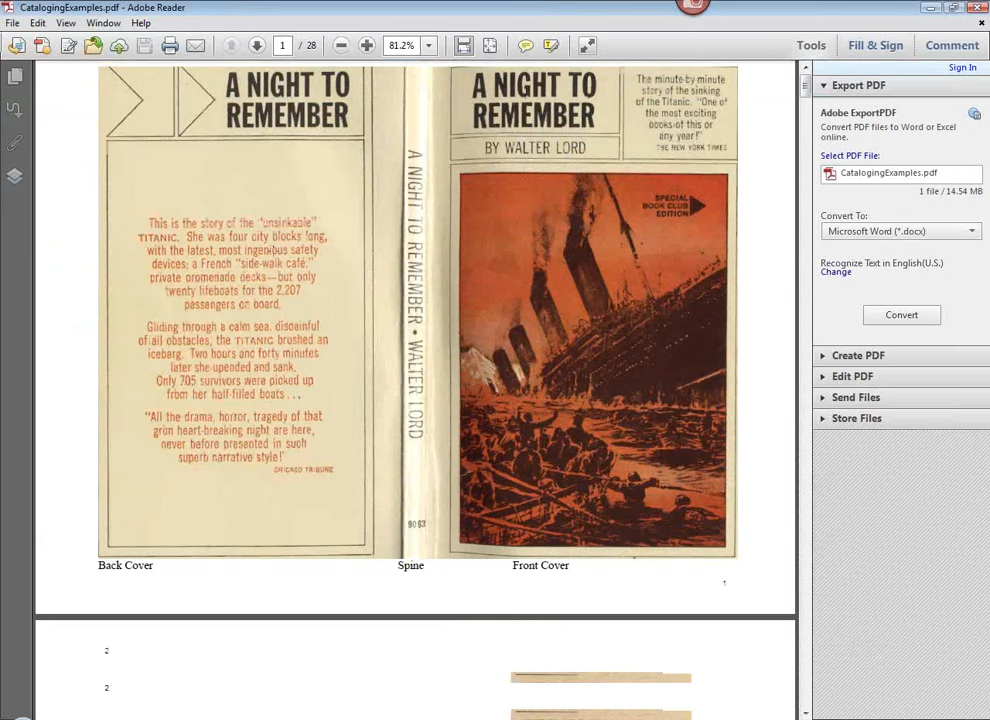 CatalogingExamples.pdf - Adobe Reader
File Edit View Window Help
1 / 28
81.2%
Tools
Fill & Sign
Comment
Sign In
Export PDF
Adobe ExportPDF
Convert PDF files to Word or Excel
online.
Select PDF File:
CatalogingExamples.pdf
1 file / 14.54 MB
Convert To:
Microsoft Word (*.docx)
Recognize Text in English(U.S.)
Change
Convert
Create PDF
Edit PDF
Send Files
Store Files
A NIGHT TO
REMEMBER
This is the story of the "unsinkable"
TITANIC. She was four city blocks long,
with the latest, most ingenious safety
devices; a French "side-walk café,"
private promenade decks—but only
twenty lifeboats for the 2,207
passengers on board.
Gliding through a calm sea, disdainful
of all obstacles, the TITANIC brushed an
iceberg. Two hours and forty minutes
later she upended and sank.
Only 705 survivors were picked up
from her half-filled boats...
"All the drama, horror, tragedy of that
grim heart-breaking night are here,
never before presented in such
superb narrative style!"
CHICAGO TRIBUNE
A NIGHT TO REMEMBER • WALTER LORD
9063
A NIGHT TO
REMEMBER
BY WALTER LORD
The minute-by-minute
story of the sinking
of the Titanic. "One of
the most exciting
books of this or
any year!"
THE NEW YORK TIMES
SPECIAL
BOOK CLUB
EDITION
Back Cover
Spine
Front Cover
1
2
2